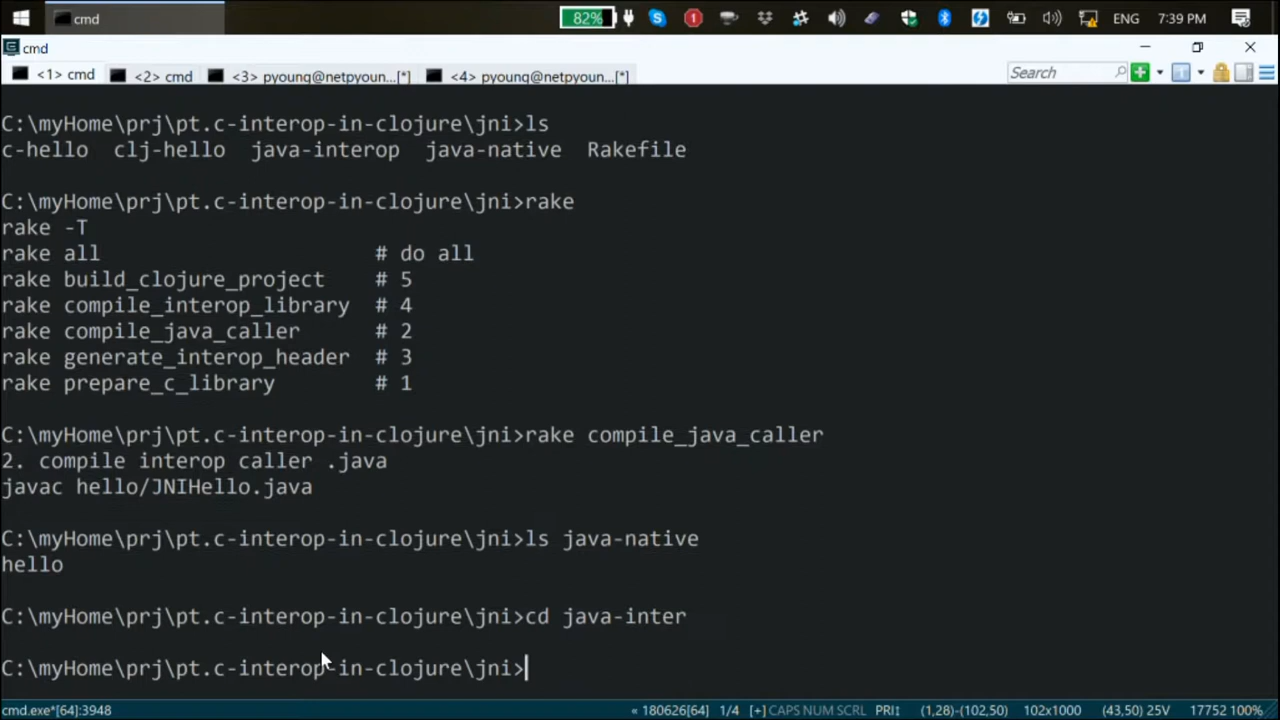 cmd
82%
1
ENG
7:39 PM
cmd
<1> cmd
<2> cmd
<3> pyoung@netpyoun...[*]
<4> pyoung@netpyoun...[*]
Search
C:\myHome\prj\pt.c-interop-in-clojure\jni>ls
c-hello clj-hello java-interop java-native Rakefile
C:\myHome\prj\pt.c-interop-in-clojure\jni>rake
rake -T
rake all # do all
rake build_clojure_project # 5
rake compile_interop_library # 4
rake compile_java_caller # 2
rake generate_interop_header # 3
rake prepare_c_library # 1
C:\myHome\prj\pt.c-interop-in-clojure\jni>rake compile_java_caller
2. compile interop caller .java
javac hello/JNIHello.java
C:\myHome\prj\pt.c-interop-in-clojure\jni>ls java-native
hello
C:\myHome\prj\pt.c-interop-in-clojure\jni>cd java-inter
C:\myHome\prj\pt.c-interop-in-clojure\jni>
cmd.exe*[64]:3948
« 180626[64] 1/4 [+] CAPS NUM SCRL PRI↕ (1,28)-(102,50) 102x1000 (43,50) 25V 17752 100%